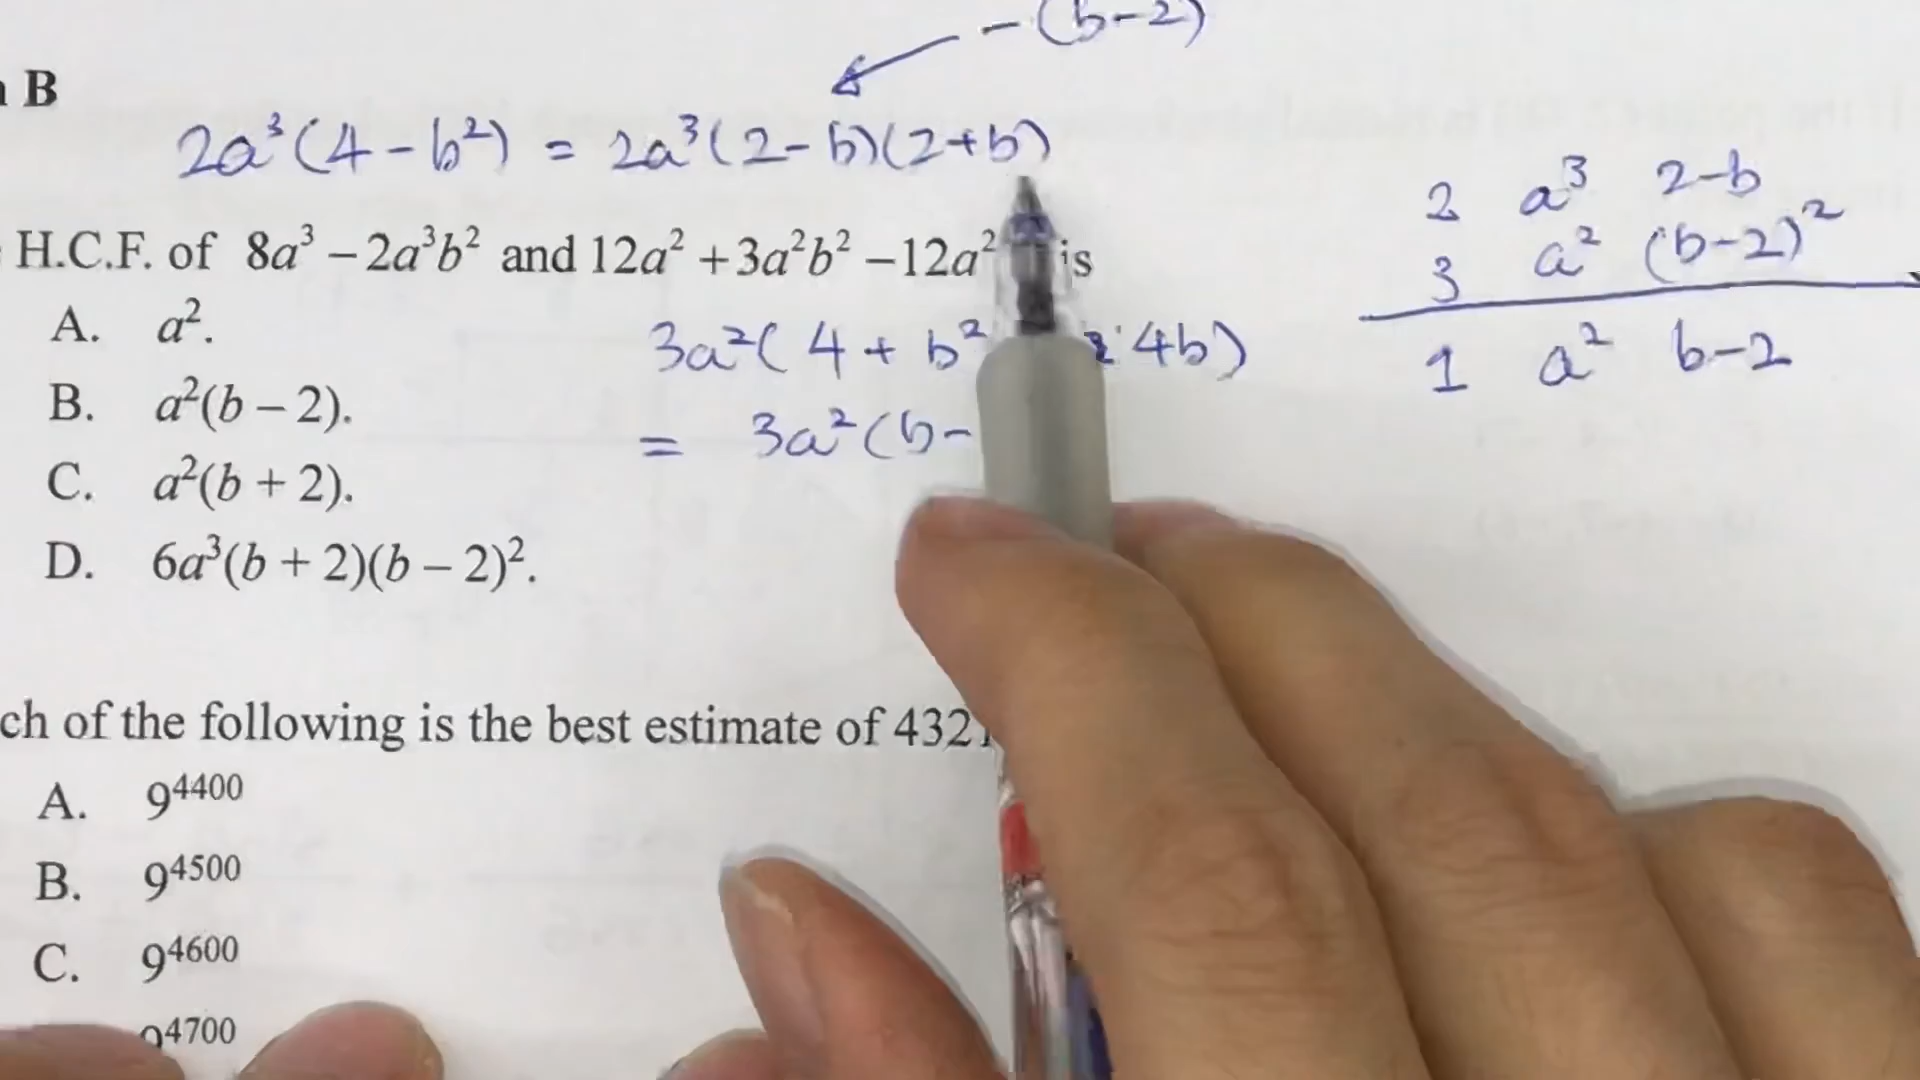 -(b-2)
B
2a³(4-b²) = 2a³(2-b)(2+b)
2 a³ 2-b
3 a² (b-2)²
1 a² b-2
H.C.F. of 8a³ – 2a³b² and 12a² + 3a²b² – 12a² is
A. a².
3a²( 4 + b² 4b)
B. a²(b – 2).
= 3a²(b-
C. a²(b + 2).
D. 6a³(b + 2)(b – 2)².
ch of the following is the best estimate of 432
A. 9⁴⁴⁰⁰
B. 9⁴⁵⁰⁰
C. 9⁴⁶⁰⁰
9⁴⁷⁰⁰